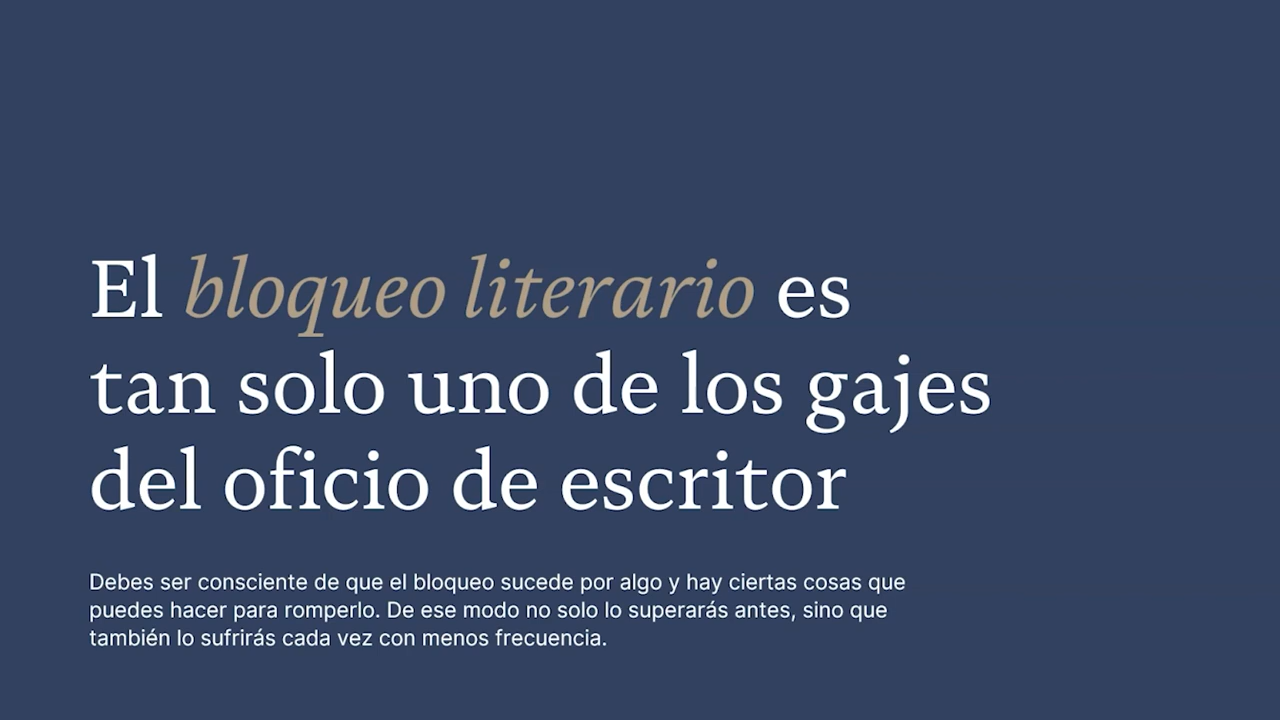 El bloqueo literario es
tan solo uno de los gajes
del oficio de escritor
Debes ser consciente de que el bloqueo sucede por algo y hay ciertas cosas que
puedes hacer para romperlo. De ese modo no solo lo superarás antes, sino que
también lo sufrirás cada vez con menos frecuencia.